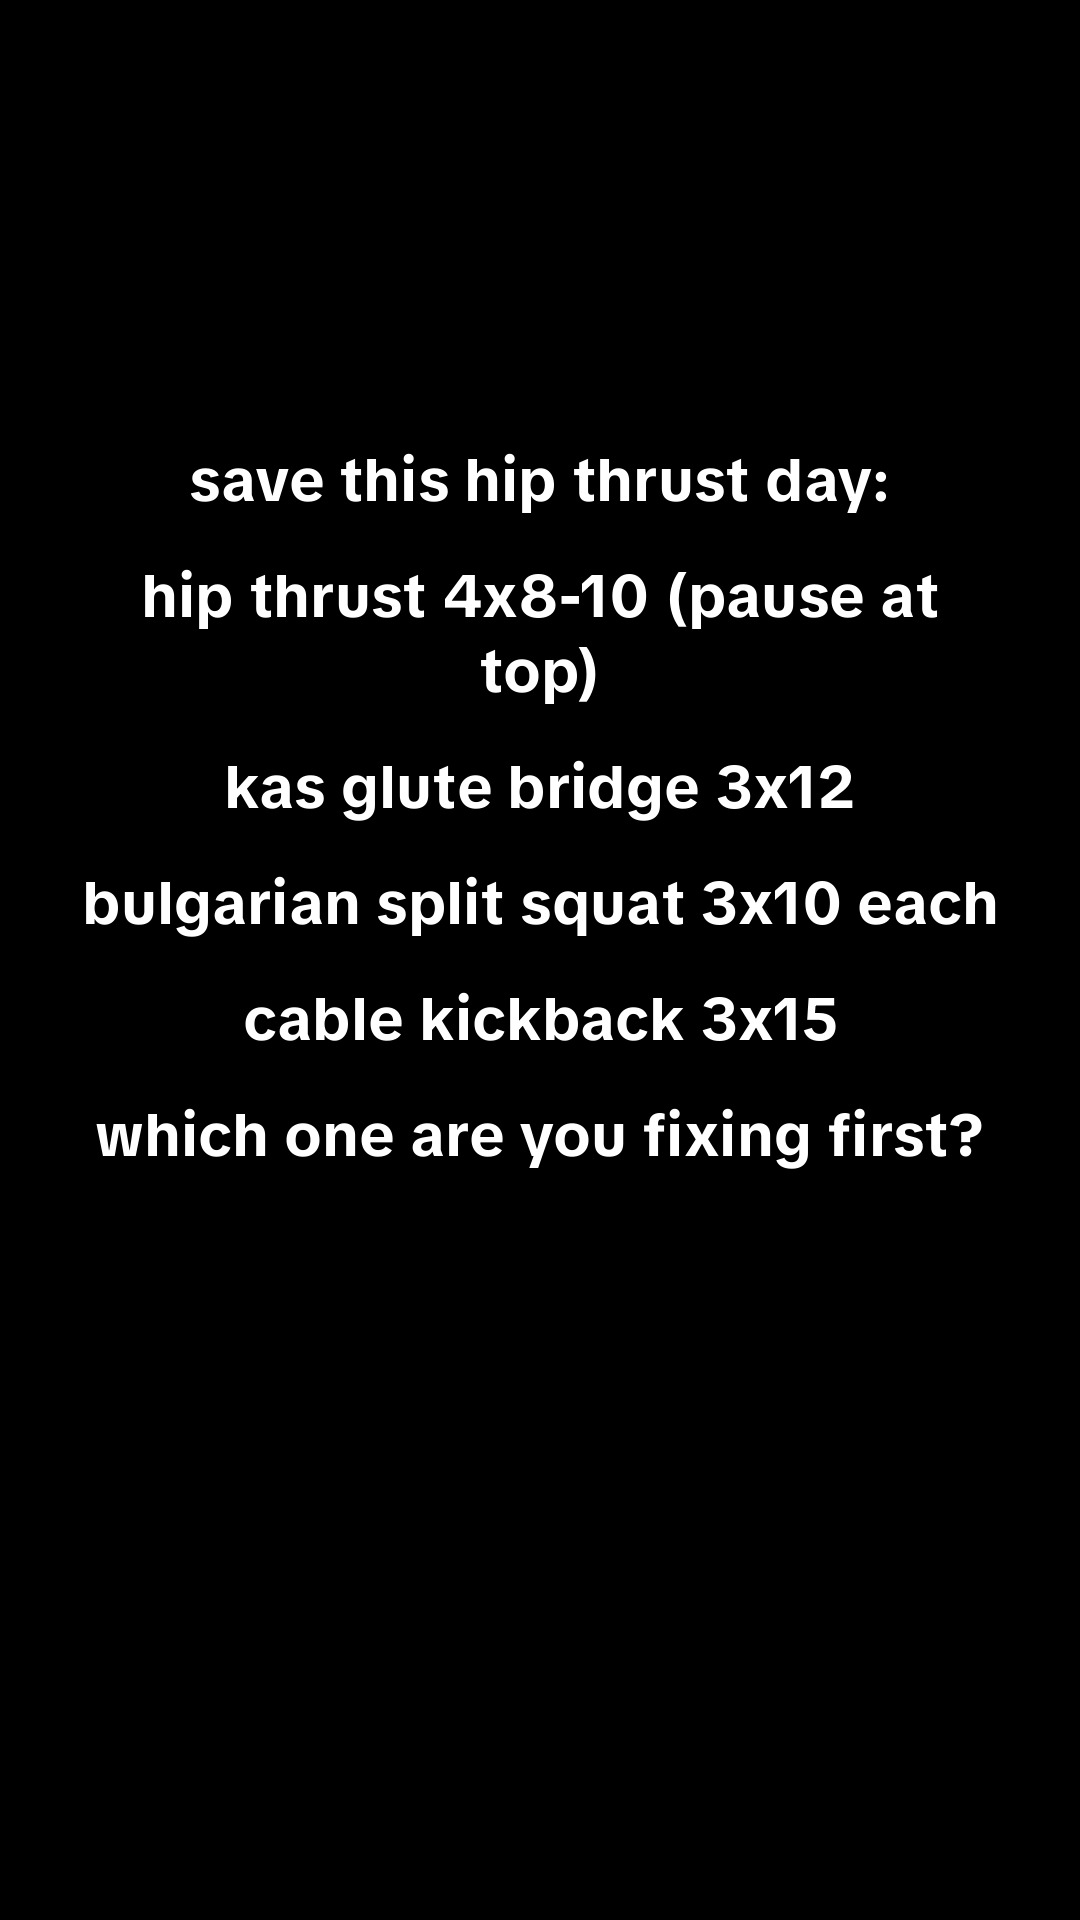 save this hip thrust day:
hip thrust 4x8-10 (pause at
top)
kas glute bridge 3x12
bulgarian split squat 3x10 each
cable kickback 3x15
which one are you fixing first?